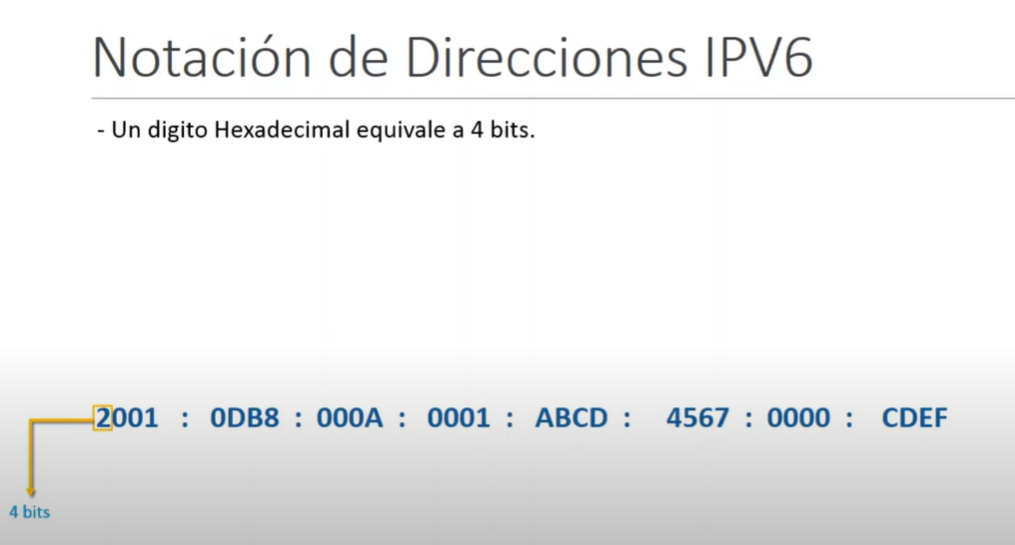 Notación de Direcciones IPV6
- Un digito Hexadecimal equivale a 4 bits.
2001 : 0DB8 : 000A : 0001 : ABCD : 4567 : 0000 : CDEF
4 bits